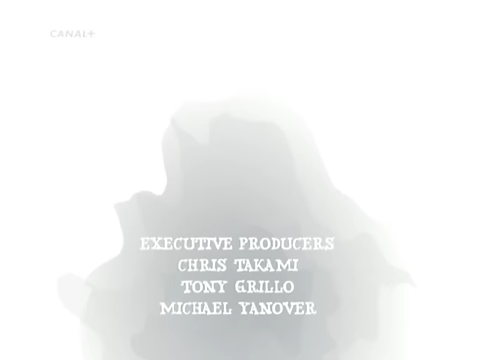 CANAL+
EXECUTIVE PRODUCERS
CHRIS TAKAMI
TONY GRILLO
MICHAEL YANOVER